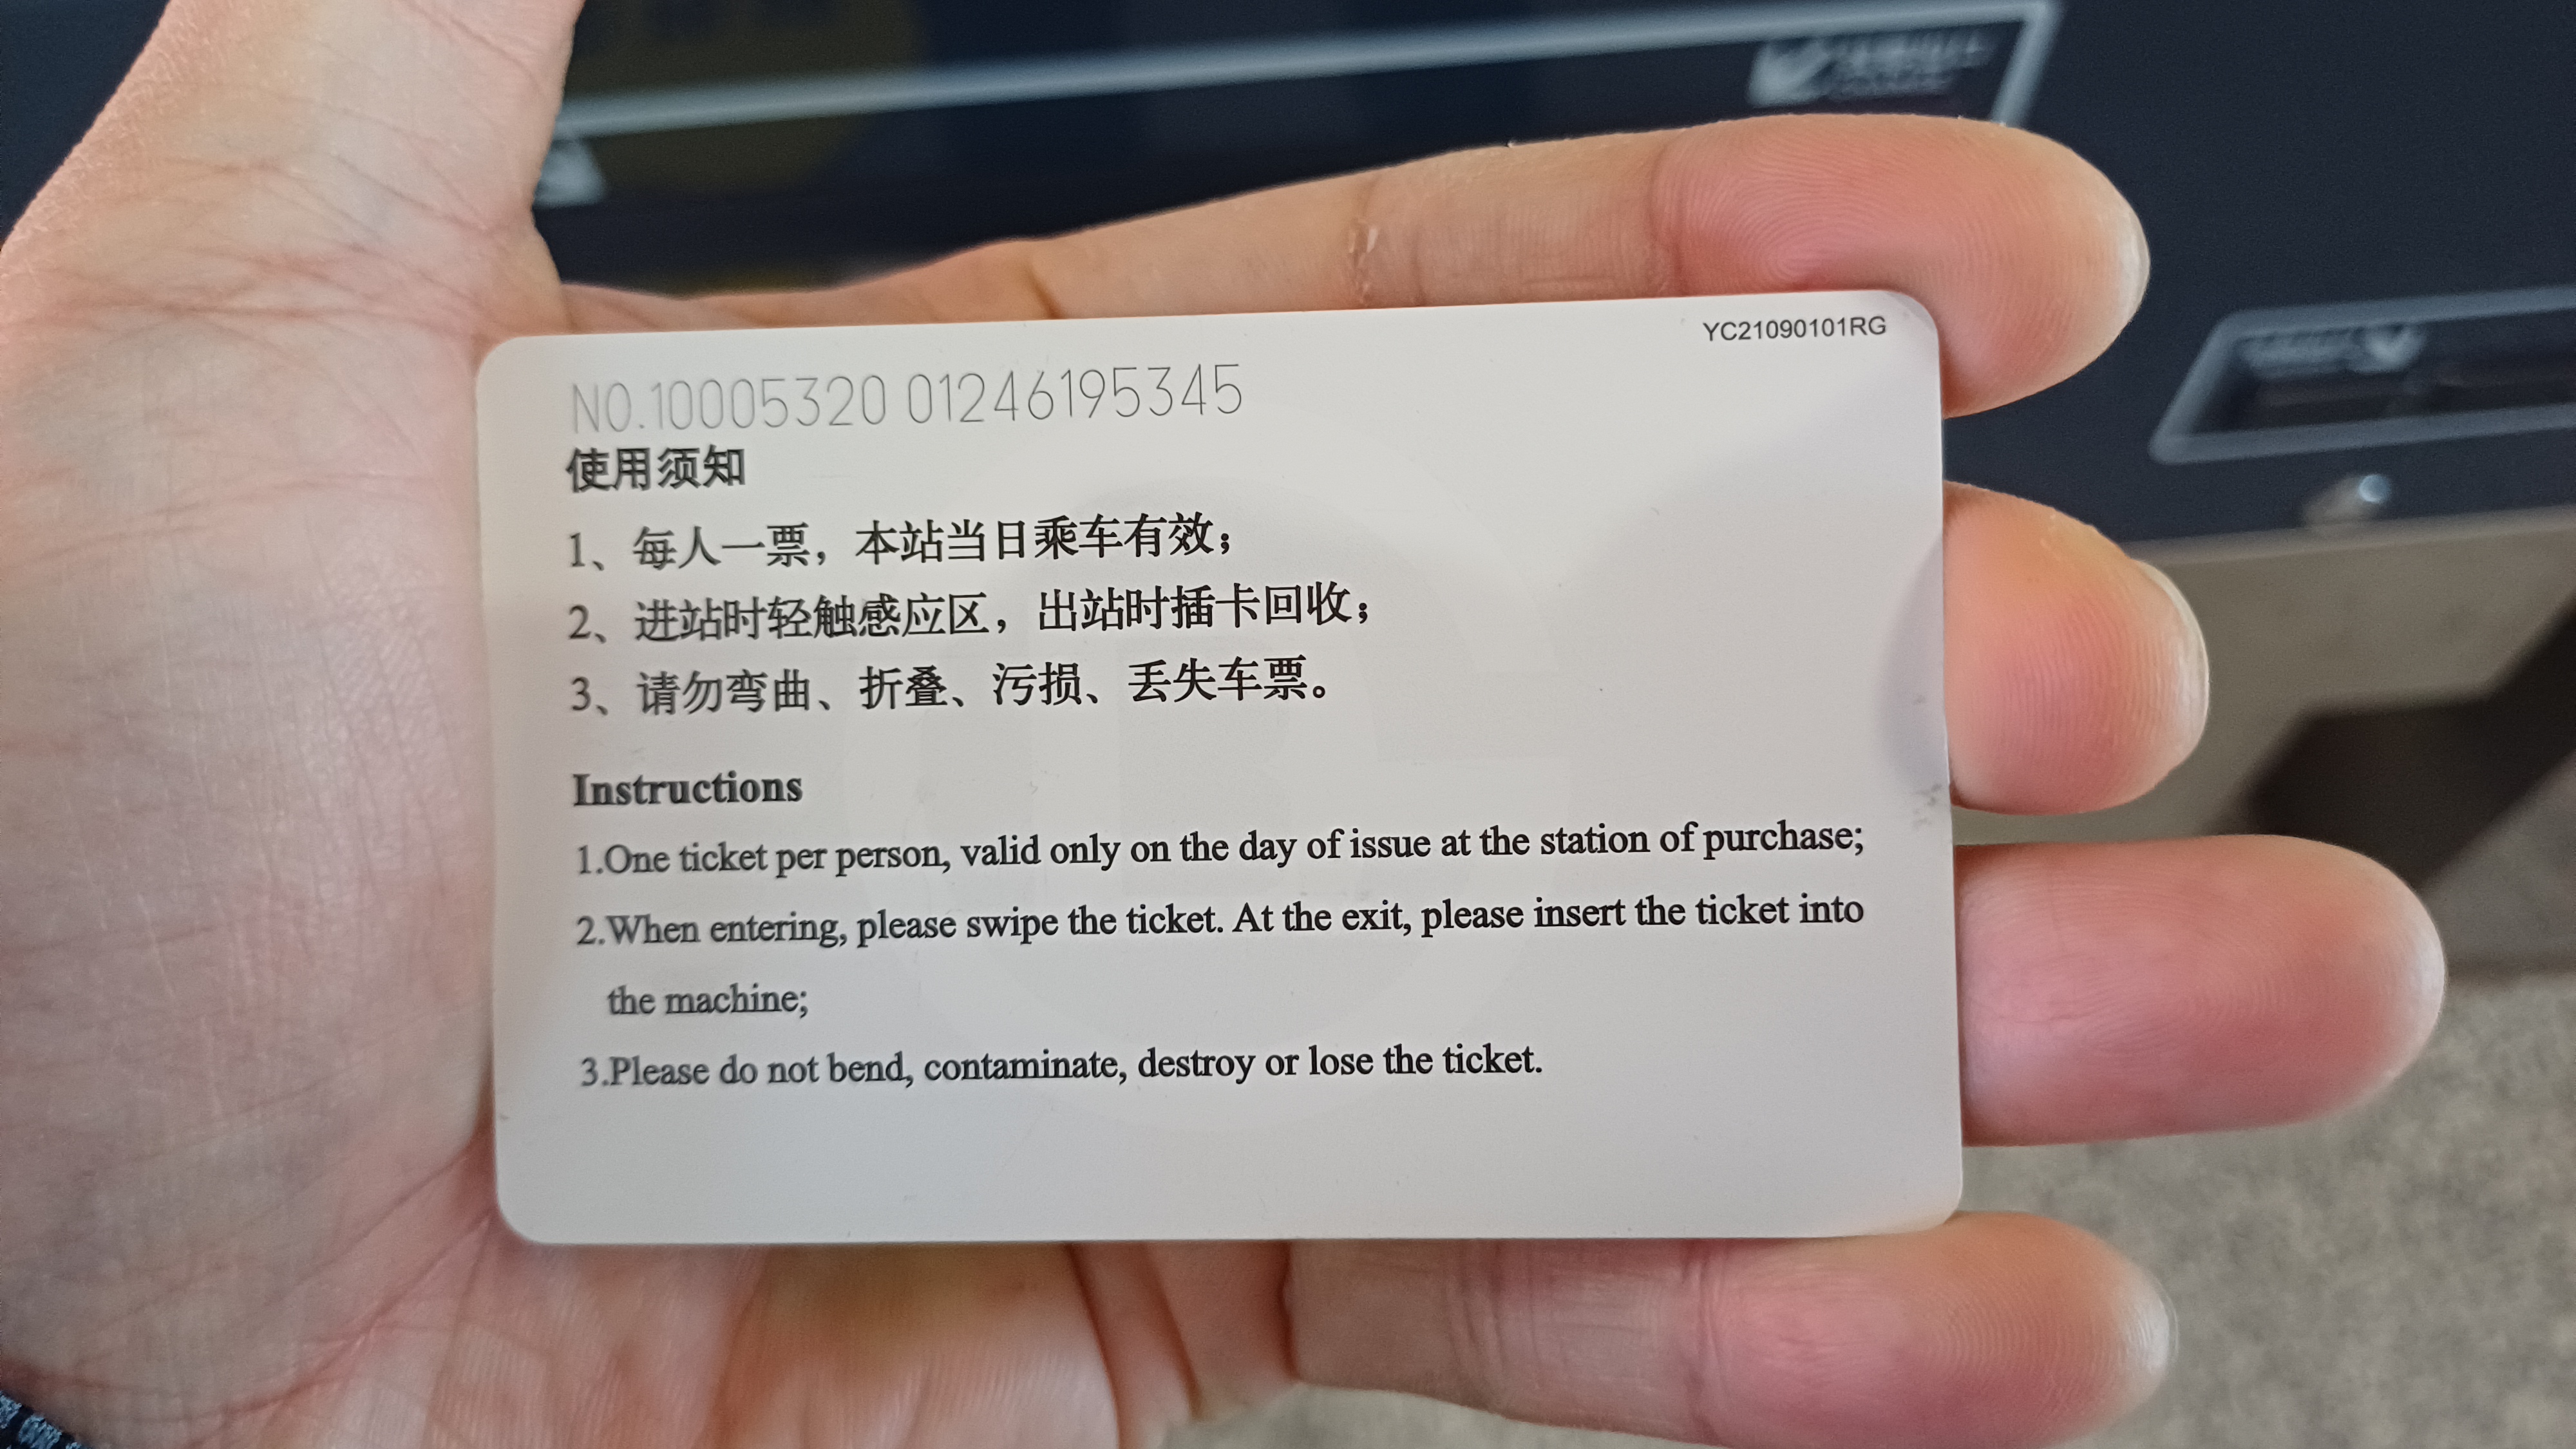 YC21090101RG
NO.10005320 01246195345
使用须知
1、每人一票，本站当日乘车有效；
2、进站时轻触感应区，出站时插卡回收；
3、请勿弯曲、折叠、污损、丢失车票。
Instructions
1.One ticket per person, valid only on the day of issue at the station of purchase;
2.When entering, please swipe the ticket. At the exit, please insert the ticket into
the machine;
3.Please do not bend, contaminate, destroy or lose the ticket.